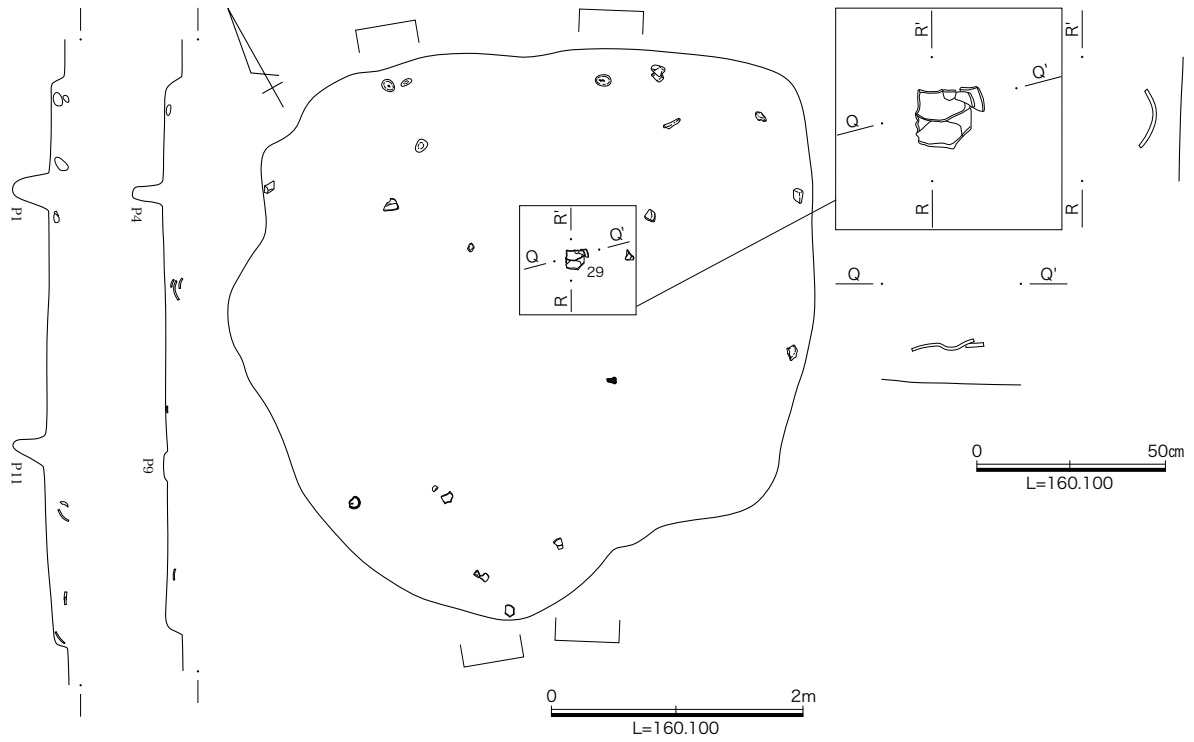 P1
P11
P4
P9
R'
Q
Q'
29
R
R'
R'
Q'
Q
R
R
Q
Q'
0 50㎝
L=160.100
0 2m
L=160.100